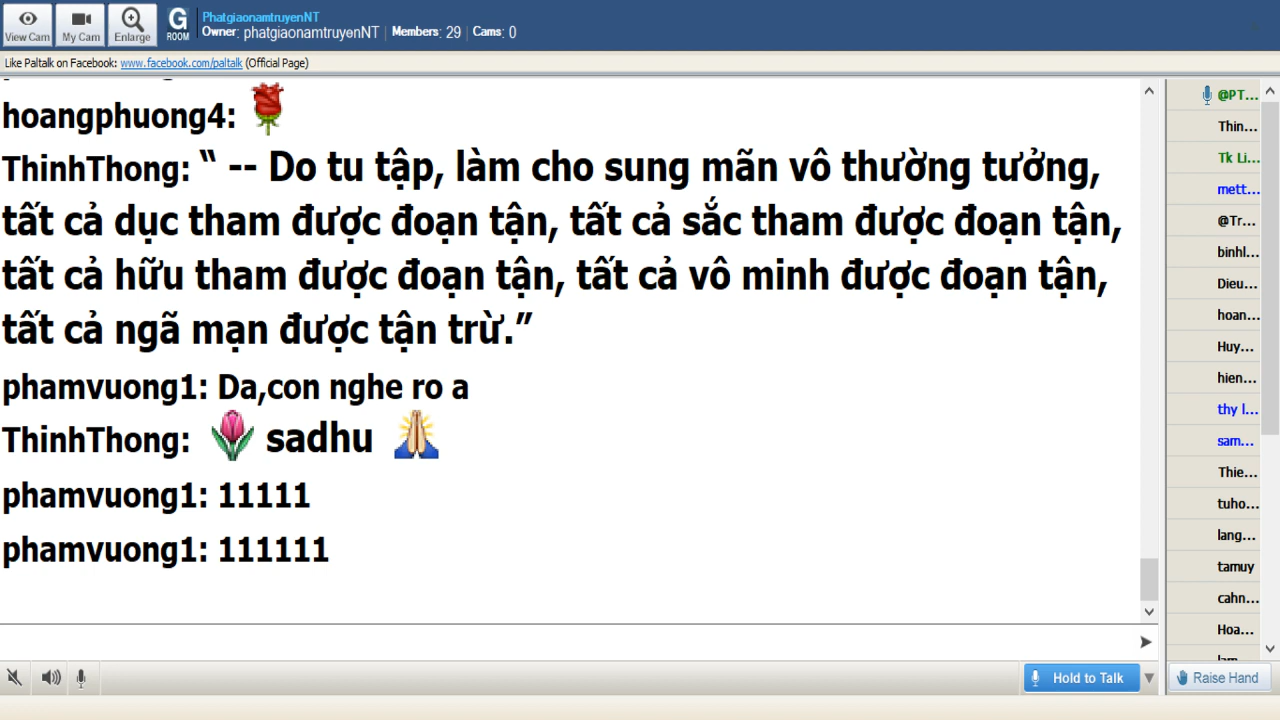 View Cam
My Cam
Enlarge
G
ROOM
PhatgiaonamtruyenNT
Owner: phatgiaonamtruyenNT Members: 29 Cams: 0
Like Paltalk on Facebook: www.facebook.com/paltalk (Official Page)
hoangphuong4:
ThinhThong: “ -- Do tu tập, làm cho sung mãn vô thường tưởng,
tất cả dục tham được đoạn tận, tất cả sắc tham được đoạn tận,
tất cả hữu tham được đoạn tận, tất cả vô minh được đoạn tận,
tất cả ngã mạn được tận trừ.”
phamvuong1: Da,con nghe ro a
ThinhThong: sadhu
phamvuong1: 11111
phamvuong1: 111111
@PT...
Thin...
Tk Li...
mett...
@Tr...
binhl...
Dieu...
hoan...
Huy...
hien...
thy l...
sam...
Thie...
tuho...
lang...
tamuy
cahn...
Hoa...
Hold to Talk
Raise Hand